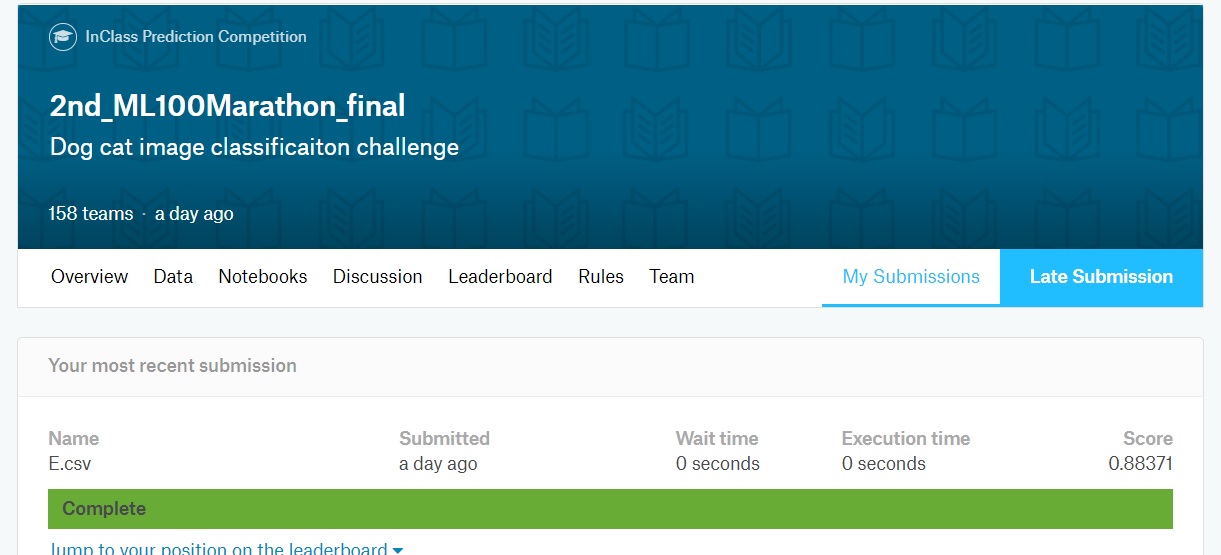 InClass Prediction Competition
2nd_ML100Marathon_final
Dog cat image classificaiton challenge
158 teams · a day ago
Overview Data Notebooks Discussion Leaderboard Rules Team My Submissions Late Submission
Your most recent submission
Name Submitted Wait time Execution time Score
E.csv a day ago 0 seconds 0 seconds 0.88371
Complete
Jump to your position on the leaderboard